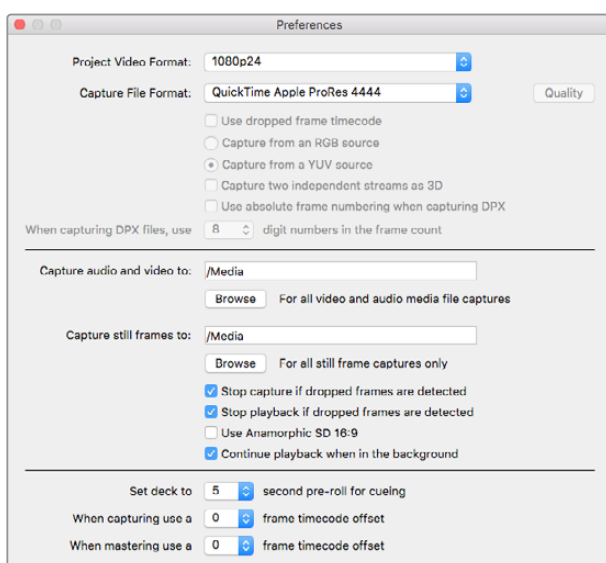 Preferences
Project Video Format: 1080p24
Capture File Format: QuickTime Apple ProRes 4444 Quality
Use dropped frame timecode
Capture from an RGB source
Capture from a YUV source
Capture two independent streams as 3D
Use absolute frame numbering when capturing DPX
When capturing DPX files, use 8 digit numbers in the frame count
Capture audio and video to: /Media
Browse For all video and audio media file captures
Capture still frames to: /Media
Browse For all still frame captures only
Stop capture if dropped frames are detected
Stop playback if dropped frames are detected
Use Anamorphic SD 16:9
Continue playback when in the background
Set deck to 5 second pre-roll for cueing
When capturing use a 0 frame timecode offset
When mastering use a 0 frame timecode offset